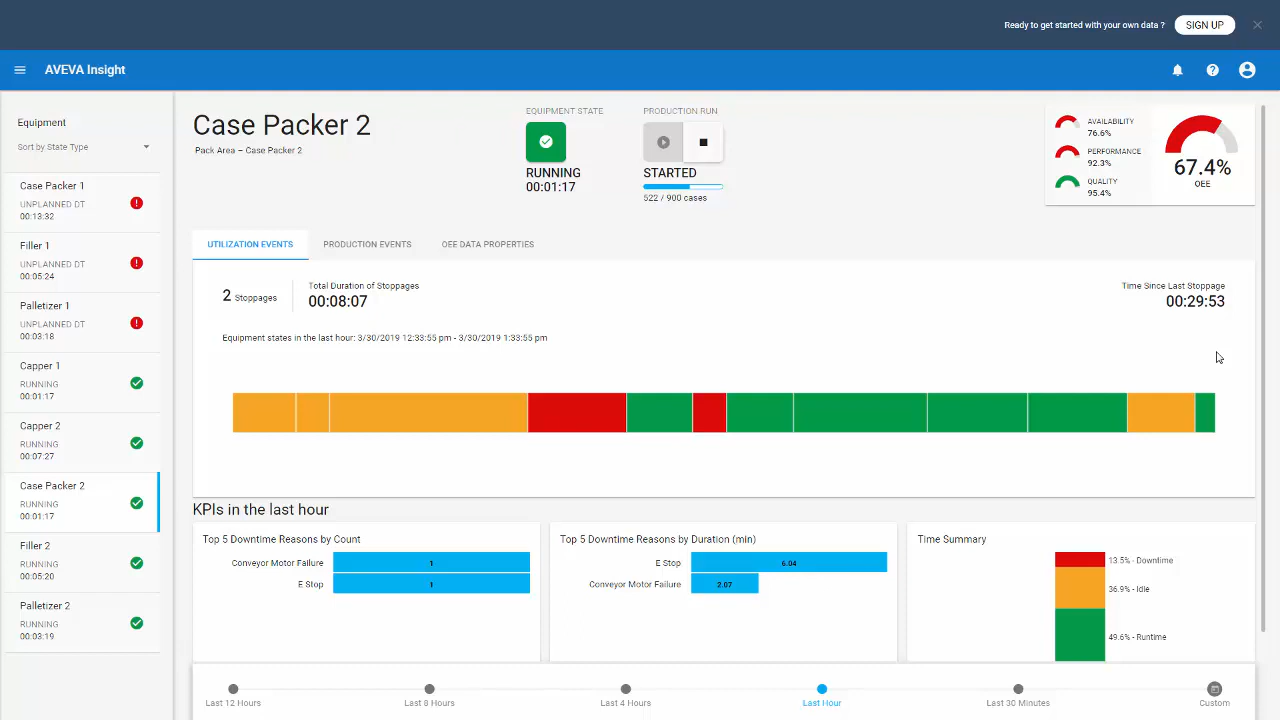 Ready to get started with your own data ?
SIGN UP
AVEVA Insight
Equipment
Sort by State Type
Case Packer 1
UNPLANNED DT
00:13:32
Filler 1
UNPLANNED DT
00:05:24
Palletizer 1
UNPLANNED DT
00:03:18
Capper 1
RUNNING
00:01:17
Capper 2
RUNNING
00:07:27
Case Packer 2
RUNNING
00:01:17
Filler 2
RUNNING
00:05:20
Palletizer 2
RUNNING
00:03:19
Case Packer 2
Pack Area – Case Packer 2
EQUIPMENT STATE
RUNNING
00:01:17
PRODUCTION RUN
STARTED
522 / 900 cases
AVAILABILITY
76.6%
PERFORMANCE
92.3%
QUALITY
95.4%
67.4%
OEE
UTILIZATION EVENTS
PRODUCTION EVENTS
OEE DATA PROPERTIES
2 Stoppages
Total Duration of Stoppages
00:08:07
Time Since Last Stoppage
00:29:53
Equipment states in the last hour: 3/30/2019 12:33:55 pm - 3/30/2019 1:33:55 pm
KPIs in the last hour
Top 5 Downtime Reasons by Count
Conveyor Motor Failure 1
E Stop 1
Top 5 Downtime Reasons by Duration (min)
E Stop 6.04
Conveyor Motor Failure 2.07
Time Summary
13.5% - Downtime
36.9% - Idle
49.6% - Runtime
Last 12 Hours
Last 8 Hours
Last 4 Hours
Last Hour
Last 30 Minutes
Custom